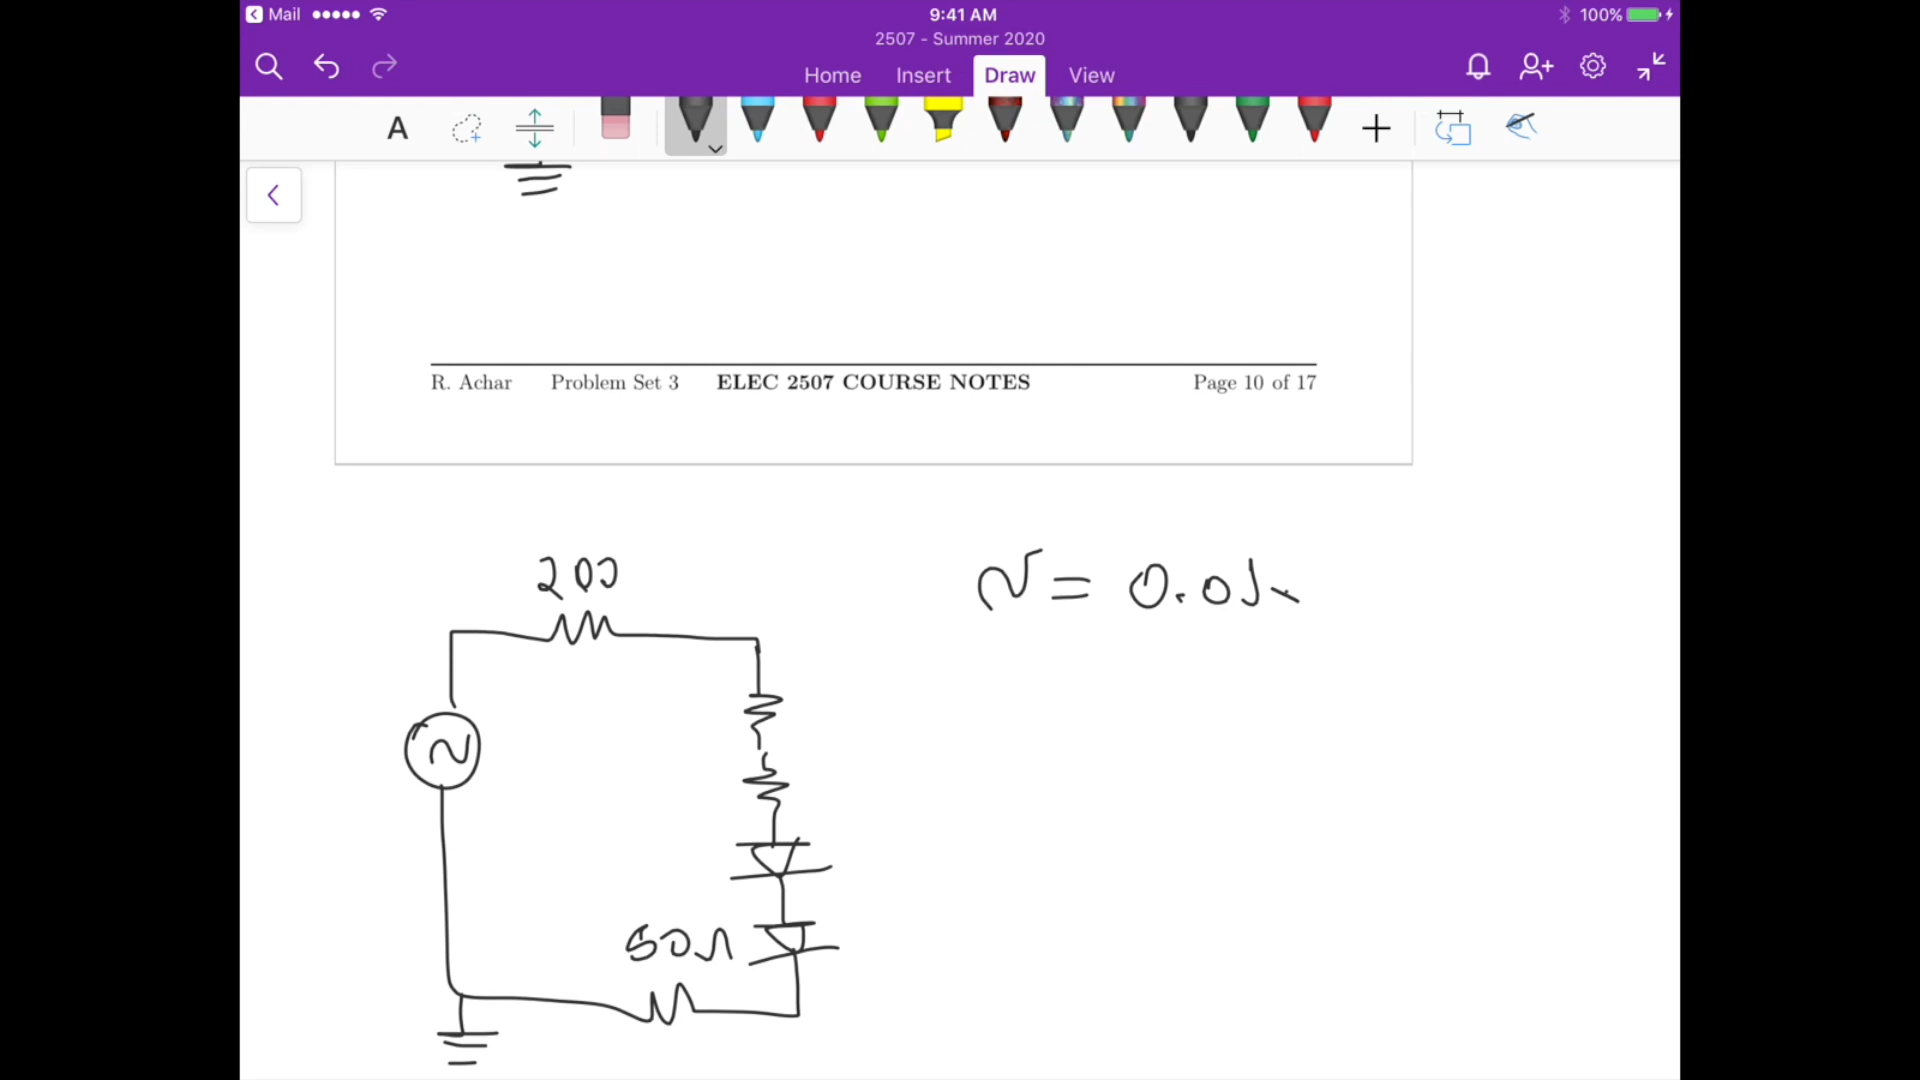 Mail
9:41 AM
100%
2507 - Summer 2020
Home Insert Draw View
A
R. Achar Problem Set 3 ELEC 2507 COURSE NOTES Page 10 of 17
200
50Ω